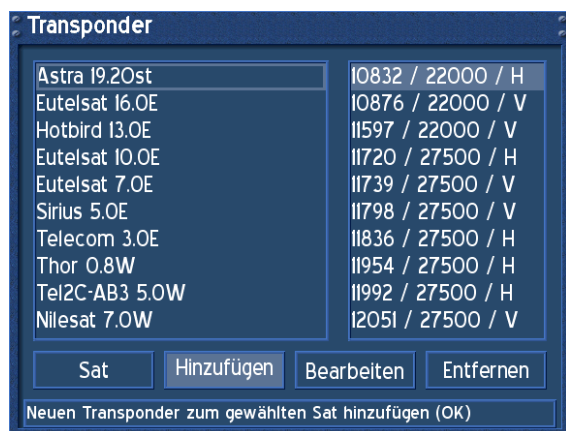 Transponder
Astra 19.2Ost
Eutelsat 16.0E
Hotbird 13.0E
Eutelsat 10.0E
Eutelsat 7.0E
Sirius 5.0E
Telecom 3.0E
Thor 0.8W
Tel2C-AB3 5.0W
Nilesat 7.0W
10832 / 22000 / H
10876 / 22000 / V
11597 / 22000 / V
11720 / 27500 / H
11739 / 27500 / V
11798 / 27500 / V
11836 / 27500 / H
11954 / 27500 / H
11992 / 27500 / H
12051 / 27500 / V
Sat
Hinzufügen
Bearbeiten
Entfernen
Neuen Transponder zum gewählten Sat hinzufügen (OK)